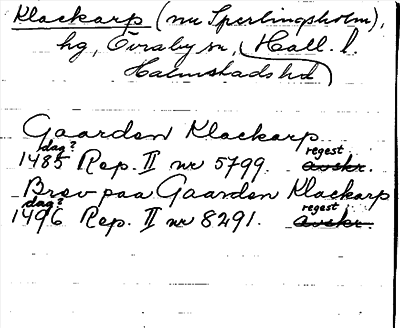 Klackarp (nu Sperlingsholm),
hg, Övraby sn, Hall. l.
Halmstads hd
Gaarden Klackarp
dag? regest
1485 Rep. II nr 5799. avskr.
Brev paa Gaarden Klackarp
dag? regest
1496 Rep. II nr 8291. avskr.